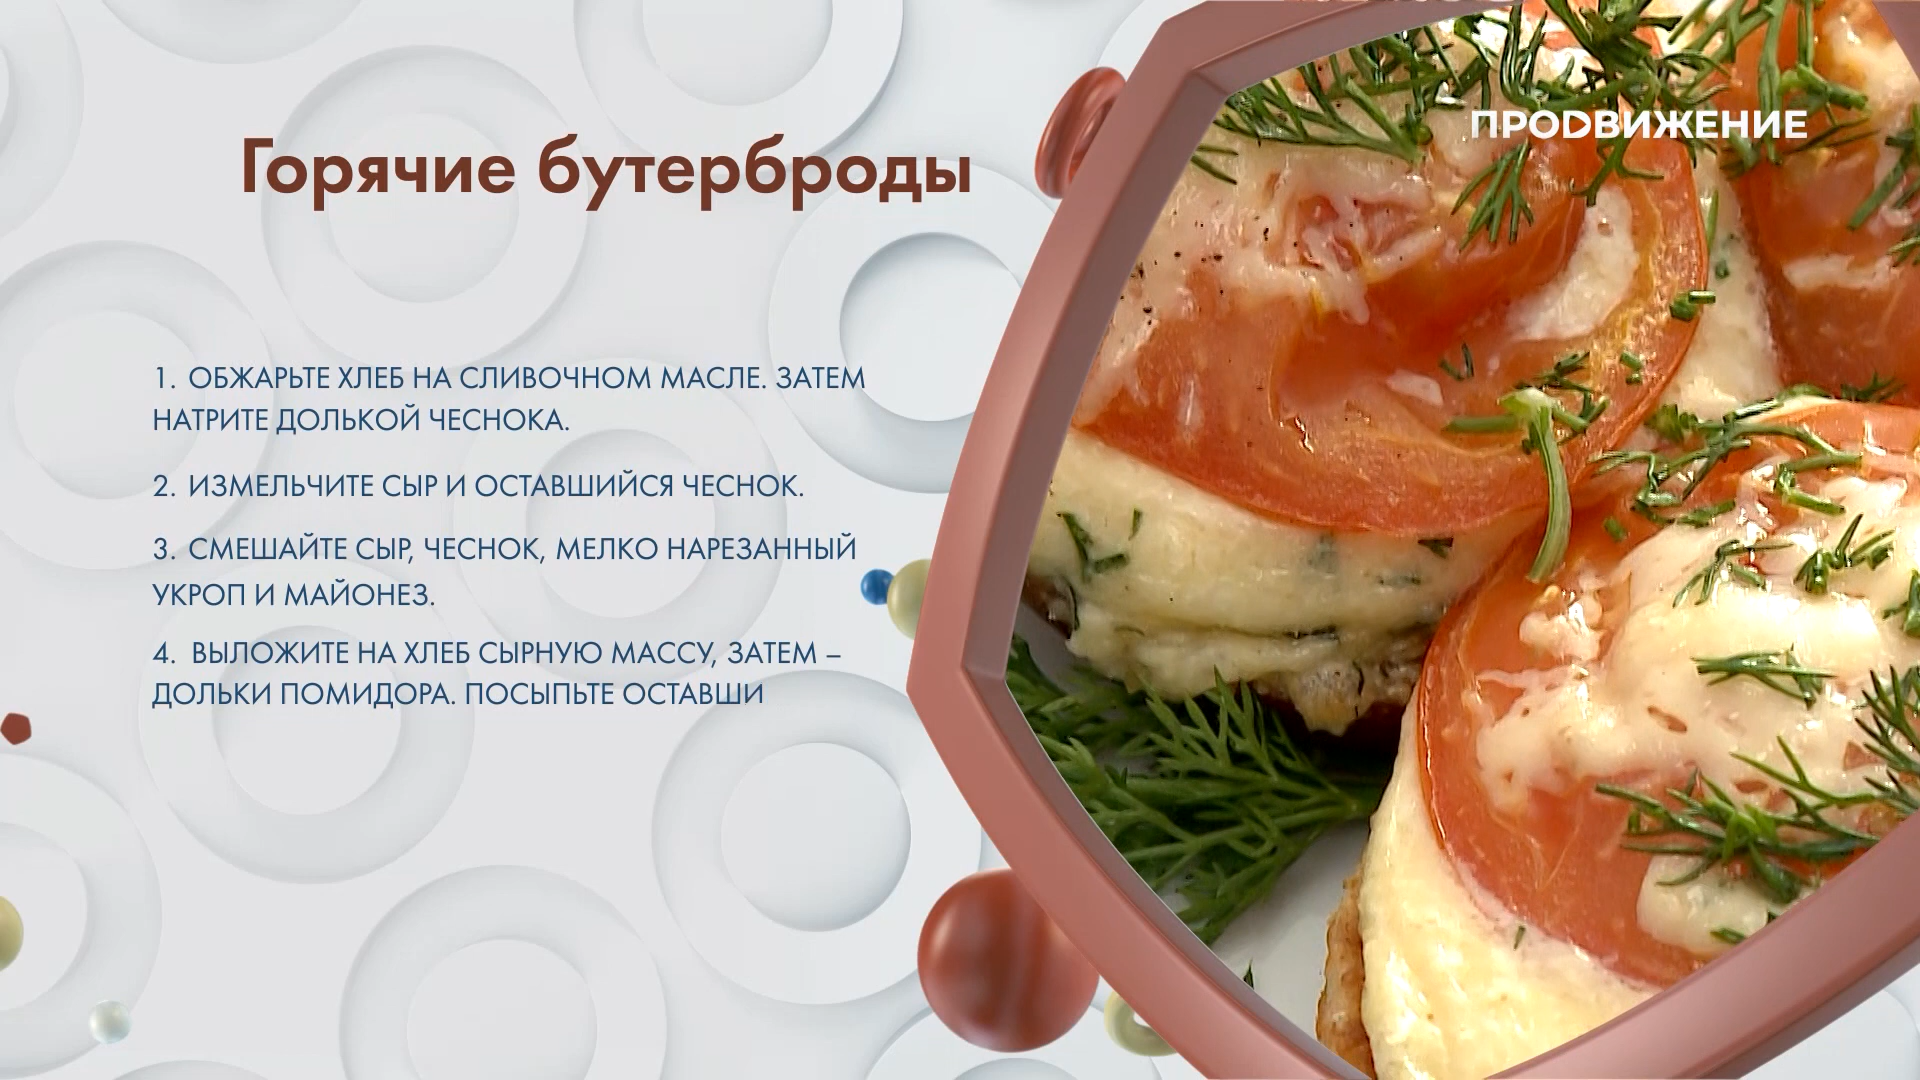 ПРОДВИЖЕНИЕ
Горячие бутерброды
1. ОБЖАРЬТЕ ХЛЕБ НА СЛИВОЧНОМ МАСЛЕ. ЗАТЕМ
НАТРИТЕ ДОЛЬКОЙ ЧЕСНОКА.
2. ИЗМЕЛЬЧИТЕ СЫР И ОСТАВШИЙСЯ ЧЕСНОК.
3. СМЕШАЙТЕ СЫР, ЧЕСНОК, МЕЛКО НАРЕЗАННЫЙ
УКРОП И МАЙОНЕЗ.
4. ВЫЛОЖИТЕ НА ХЛЕБ СЫРНУЮ МАССУ, ЗАТЕМ –
ДОЛЬКИ ПОМИДОРА. ПОСЫПЬТЕ ОСТАВШИ